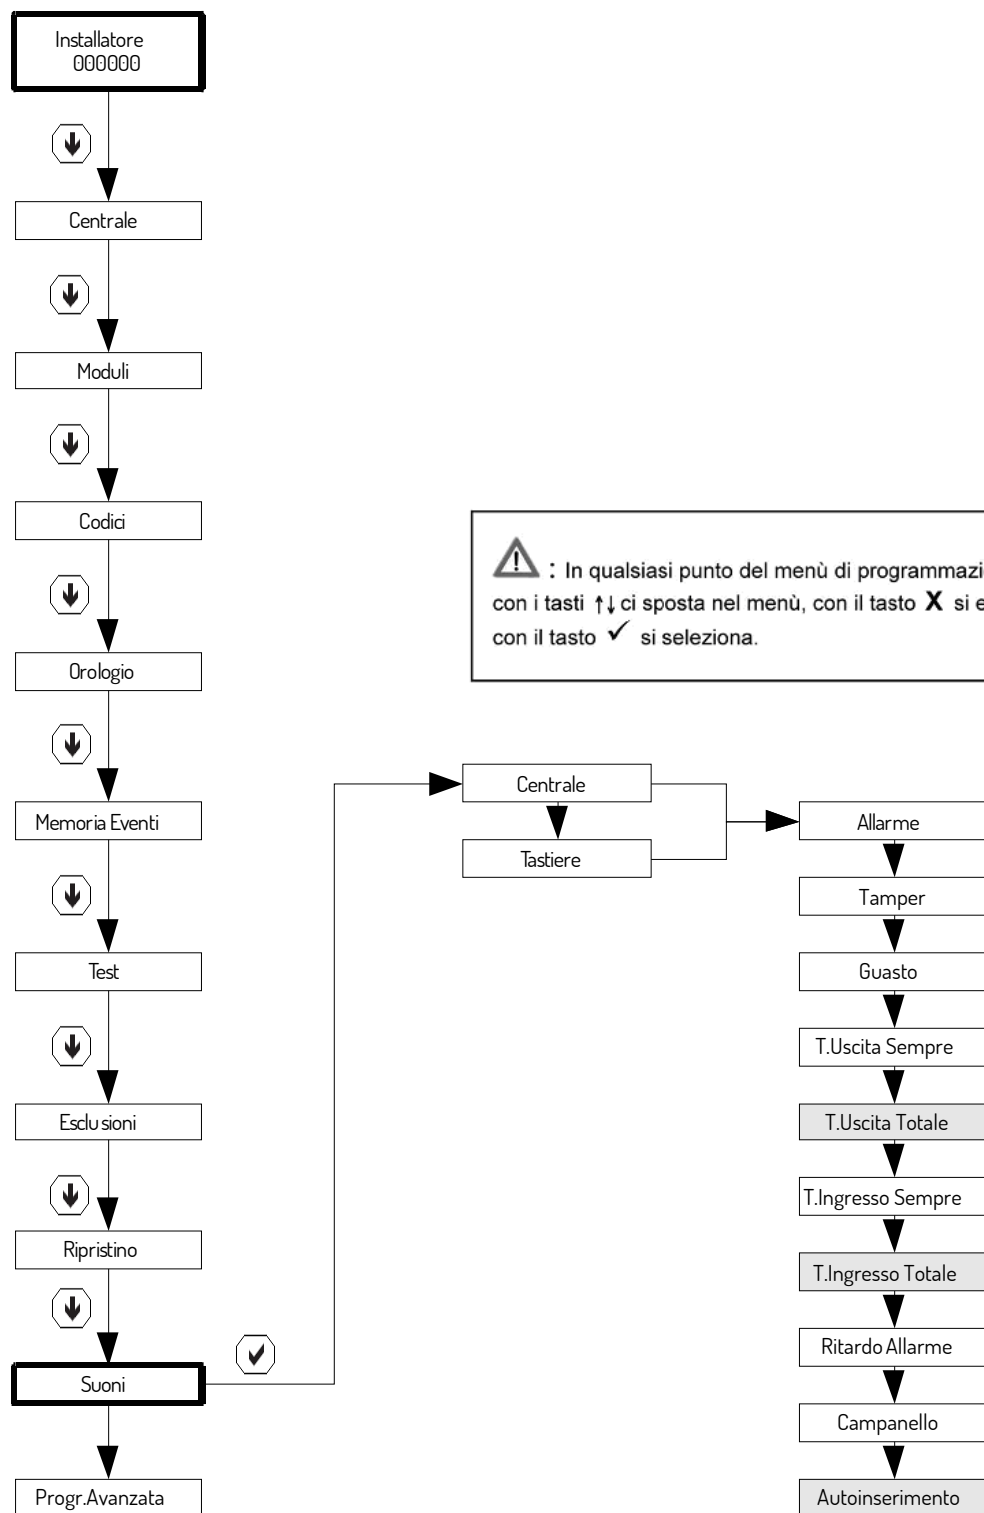 Installatore
000000
Centrale
Moduli
Codici
Orologio
Memoria Eventi
Test
Esclusioni
Ripristino
Suoni
Progr.Avanzata
: In qualsiasi punto del menù di programmazi
con i tasti ↑↓ ci sposta nel menù, con il tasto X si e
con il tasto ✓ si seleziona.
Centrale
Tastiere
Allarme
Tamper
Guasto
T.Uscita Sempre
T.Uscita Totale
T.Ingresso Sempre
T.Ingresso Totale
Ritardo Allarme
Campanello
Autoinserimento